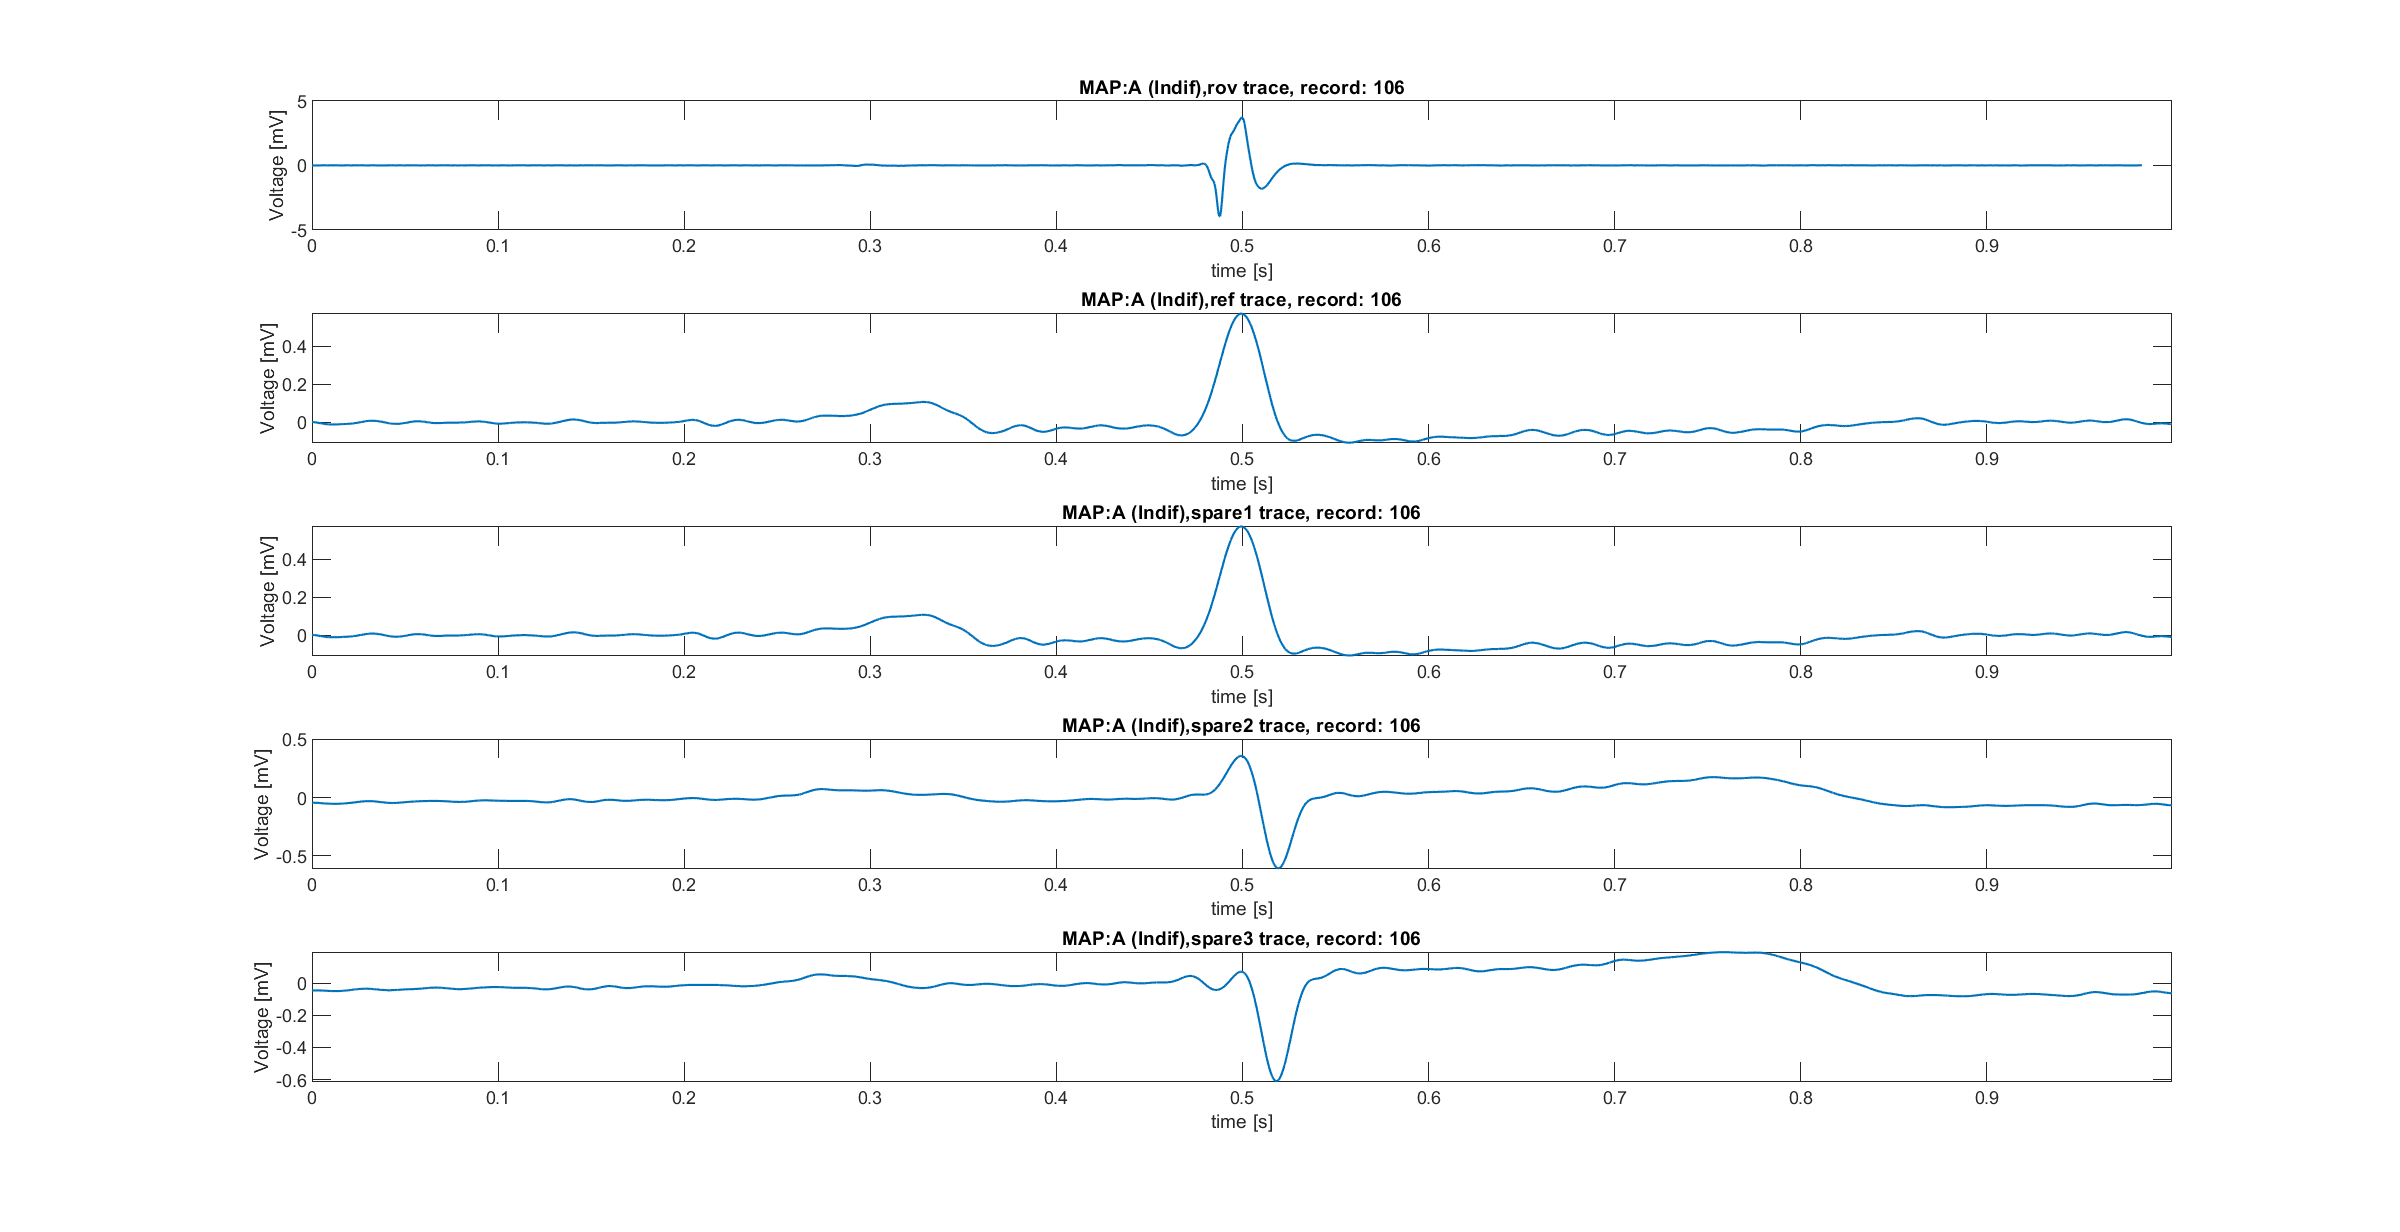 MAP:A (Indif),rov trace, record: 106
Voltage [mV]
5
0
-5
0 0.1 0.2 0.3 0.4 0.5 0.6 0.7 0.8 0.9
time [s]
MAP:A (Indif),ref trace, record: 106
Voltage [mV]
0.4
0.2
0
0 0.1 0.2 0.3 0.4 0.5 0.6 0.7 0.8 0.9
time [s]
MAP:A (Indif),spare1 trace, record: 106
Voltage [mV]
0.4
0.2
0
0 0.1 0.2 0.3 0.4 0.5 0.6 0.7 0.8 0.9
time [s]
MAP:A (Indif),spare2 trace, record: 106
Voltage [mV]
0.5
0
-0.5
0 0.1 0.2 0.3 0.4 0.5 0.6 0.7 0.8 0.9
time [s]
MAP:A (Indif),spare3 trace, record: 106
Voltage [mV]
0
-0.2
-0.4
-0.6
0 0.1 0.2 0.3 0.4 0.5 0.6 0.7 0.8 0.9
time [s]